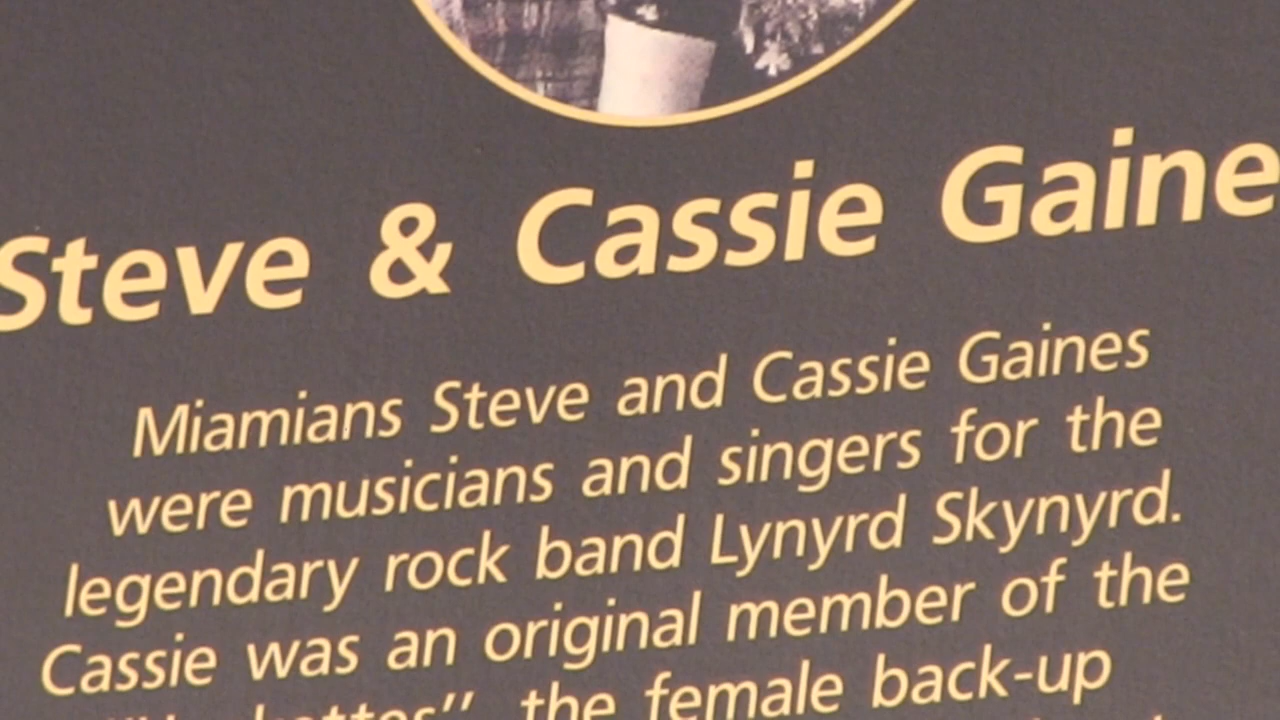 Steve & Cassie Gaine
Miamians Steve and Cassie Gaines
were musicians and singers for the
legendary rock band Lynyrd Skynyrd.
Cassie was an original member of the
the female back-up